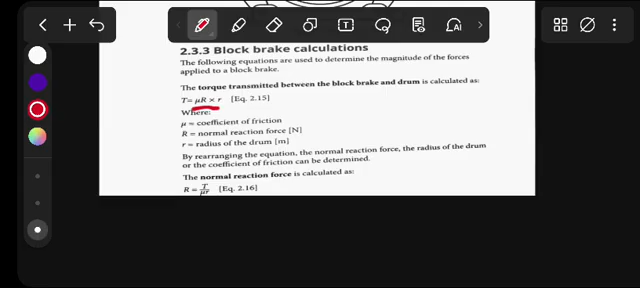 2.3.3 Block brake calculations
The following equations are used to determine the magnitude of the forces
applied to a block brake.
The torque transmitted between the block brake and drum is calculated as:
T= μR × r [Eq. 2.15]
Where:
μ = coefficient of friction
R = normal reaction force [N]
r = radius of the drum [m]
By rearranging the equation, the normal reaction force, the radius of the drum
or the coefficient of friction can be determined.
The normal reaction force is calculated as:
R = T/μr [Eq. 2.16]